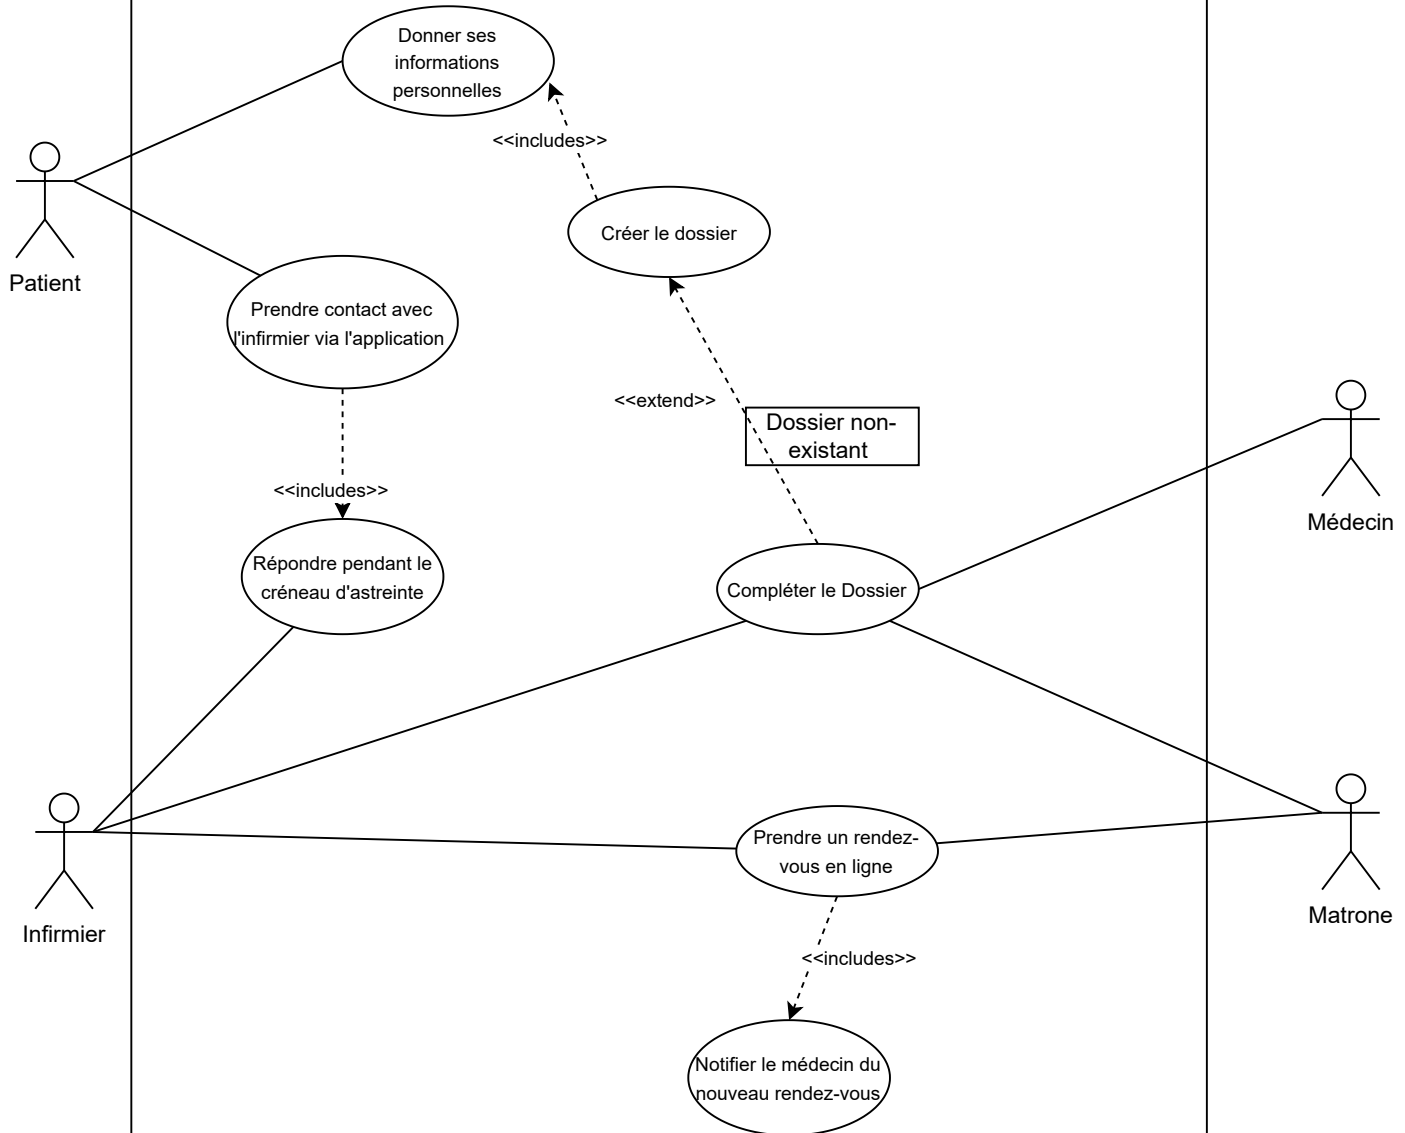 Donner ses
informations
personnelles
<<includes>>
Créer le dossier
Patient
Prendre contact avec
l'infirmier via l'application
<<extend>>
Dossier non-
existant
<<includes>>
Médecin
Répondre pendant le
créneau d'astreinte
Compléter le Dossier
Prendre un rendez-
vous en ligne
Infirmier
Matrone
<<includes>>
Notifier le médecin du
nouveau rendez-vous